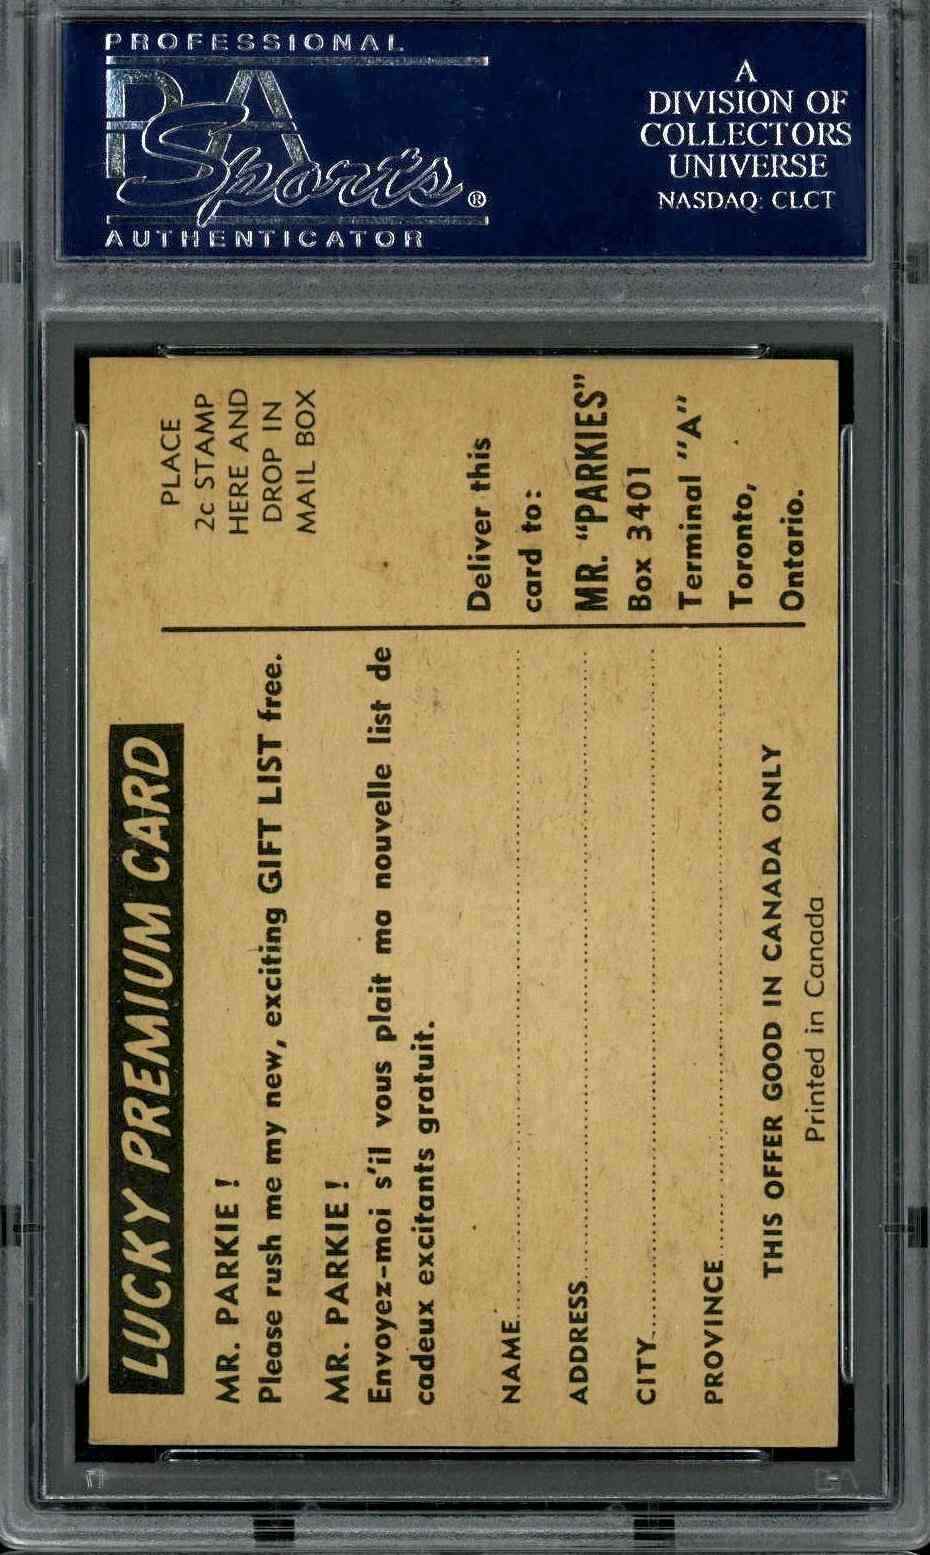 PROFESSIONAL
PSA
Sports®
AUTHENTICATOR
A
DIVISION OF
COLLECTORS
UNIVERSE
NASDAQ: CLCT
LUCKY PREMIUM CARD
MR. PARKIE !
Please rush me my new, exciting GIFT LIST free.
MR. PARKIE !
Envoyez-moi s'il vous plait ma nouvelle list de
cadeux excitants gratuit.
NAME
ADDRESS
CITY
PROVINCE
THIS OFFER GOOD IN CANADA ONLY
Printed in Canada
PLACE
2c STAMP
HERE AND
DROP IN
MAIL BOX
Deliver this
card to:
MR. "PARKIES"
Box 3401
Terminal "A"
Toronto,
Ontario.